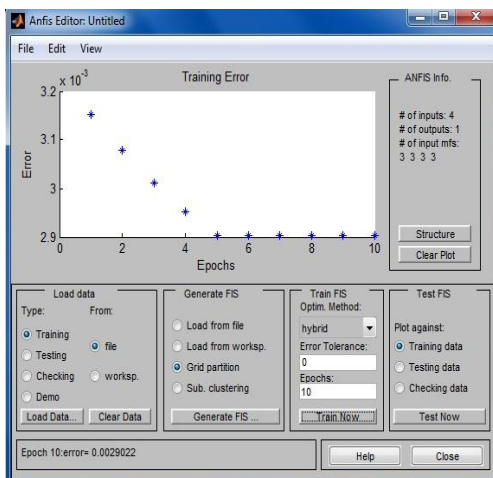 Anfis Editor: Untitled
File Edit View
x 10-3
Training Error
3.2
3.1
3
2.9
Error
0 2 4 6 8 10
Epochs
ANFIS Info.
# of inputs: 4
# of outputs: 1
# of input mfs:
3 3 3 3
Structure
Clear Plot
Load data
Type: From:
Training
Testing
Checking
Demo
file
worksp.
Load Data...
Clear Data
Generate FIS
Load from file
Load from worksp.
Grid partition
Sub. clustering
Generate FIS ...
Train FIS
Optim. Method:
hybrid
Error Tolerance:
0
Epochs:
10
Train Now
Test FIS
Plot against:
Training data
Testing data
Checking data
Test Now
Epoch 10:error= 0.0029022
Help
Close